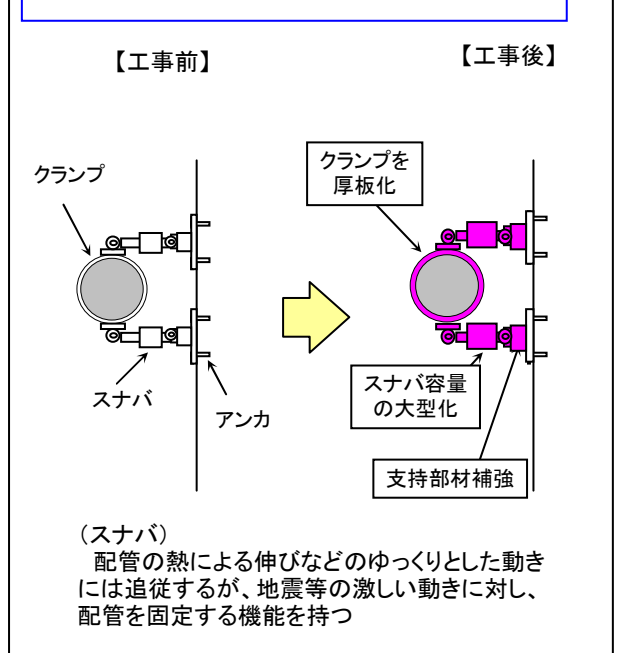 【工事前】
【工事後】
クランプ
クランプを
厚板化
スナバ
アンカ
スナバ容量
の大型化
支持部材補強
（スナバ）
　配管の熱による伸びなどのゆっくりとした動き
には追従するが、地震等の激しい動きに対し、
配管を固定する機能を持つ